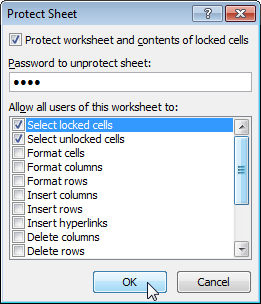 Protect Sheet
Protect worksheet and contents of locked cells
Password to unprotect sheet:
••••
Allow all users of this worksheet to:
Select locked cells
Select unlocked cells
Format cells
Format columns
Format rows
Insert columns
Insert rows
Insert hyperlinks
Delete columns
Delete rows
OK Cancel